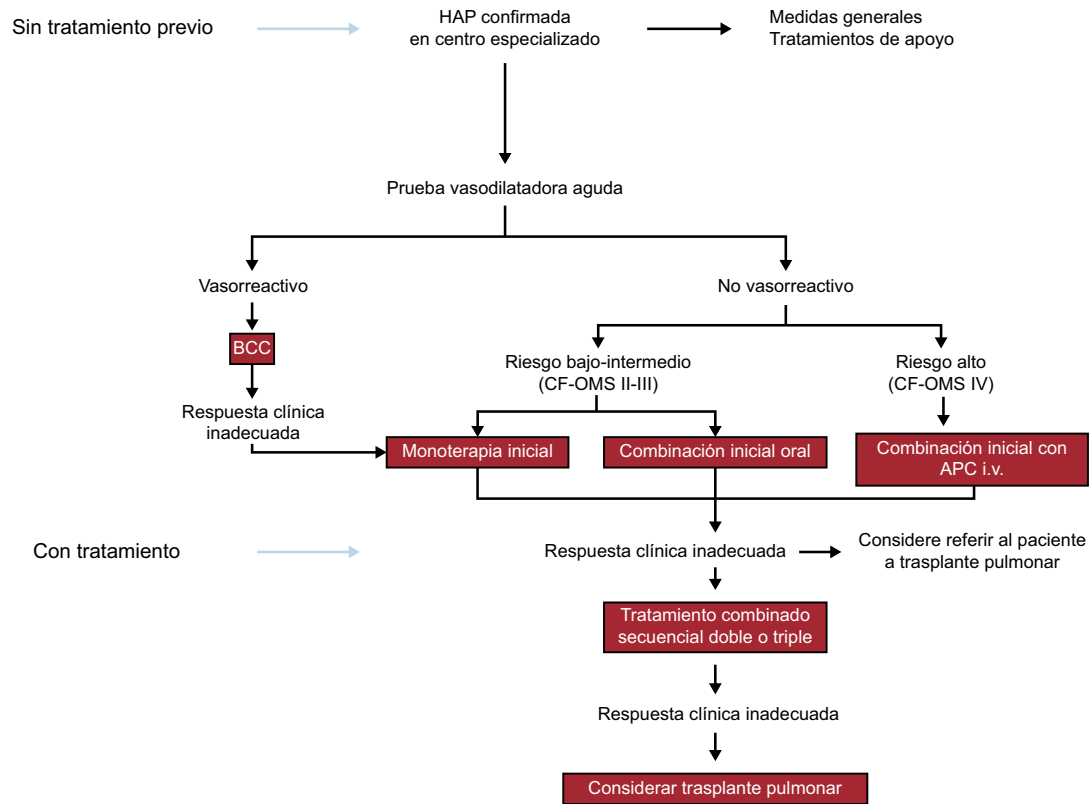 Sin tratamiento previo
HAP confirmada
en centro especializado
Medidas generales
Tratamientos de apoyo
Prueba vasodilatadora aguda
Vasorreactivo
No vasorreactivo
BCC
Riesgo bajo-intermedio
(CF-OMS II-III)
Riesgo alto
(CF-OMS IV)
Respuesta clínica
inadecuada
Monoterapia inicial
Combinación inicial oral
Combinación inicial con
APC i.v.
Con tratamiento
Respuesta clínica inadecuada
Considere referir al paciente
a trasplante pulmonar
Tratamiento combinado
secuencial doble o triple
Respuesta clínica inadecuada
Considerar trasplante pulmonar